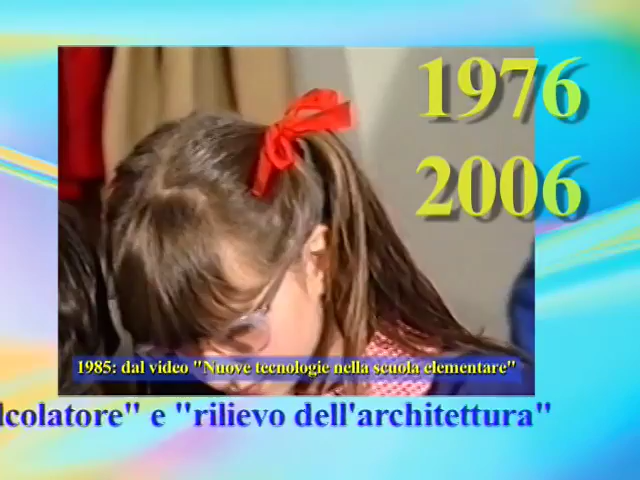 1976
2006
1985: dal video "Nuove tecnologie nella scuola elementare"
lcolatore" e "rilievo dell'architettura"